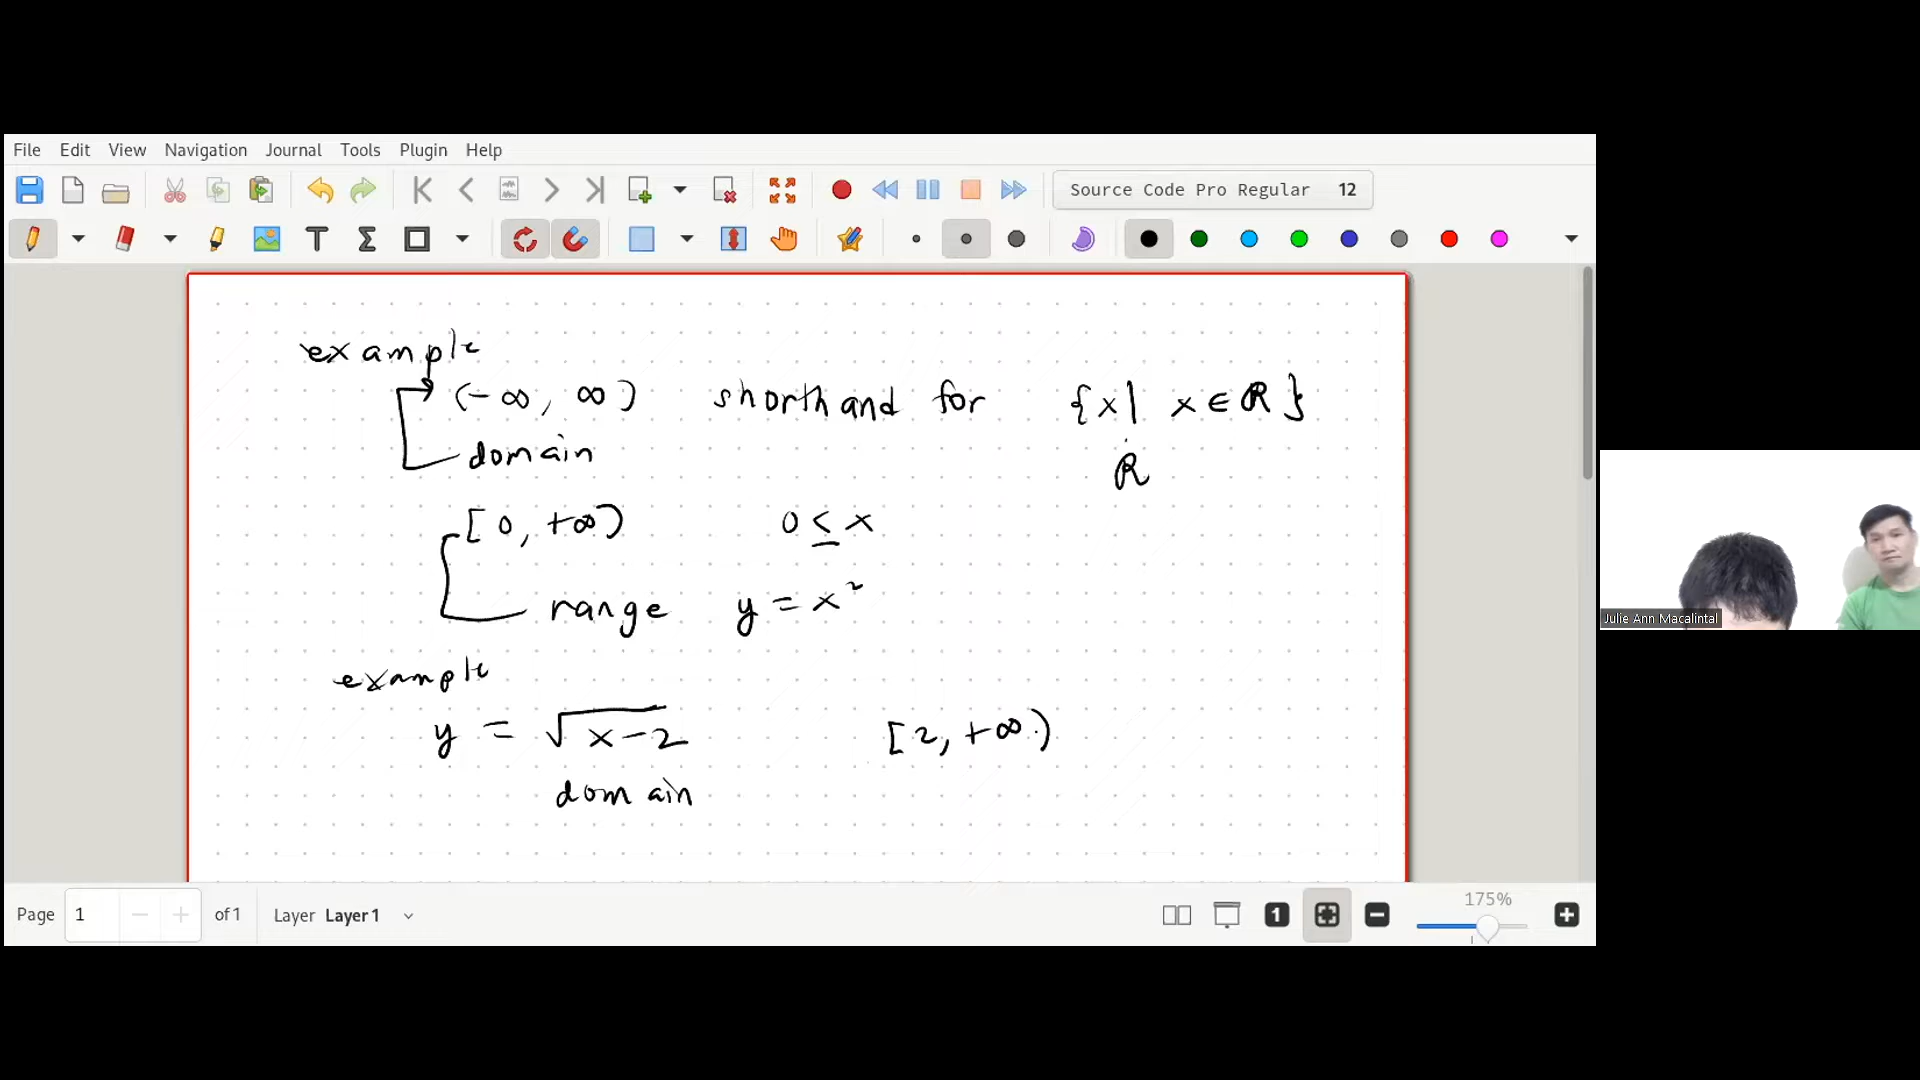 File Edit View Navigation Journal Tools Plugin Help
Source Code Pro Regular 12
example
(-∞, ∞) shorthand for {x| x ∈ ℝ}
domain
ℝ
[0, +∞) 0 ≤ x
range y = x²
example
y = √x-2 [2, +∞)
domain
Julie Ann Macalintal
Page 1 of 1 Layer Layer 1
1
175%